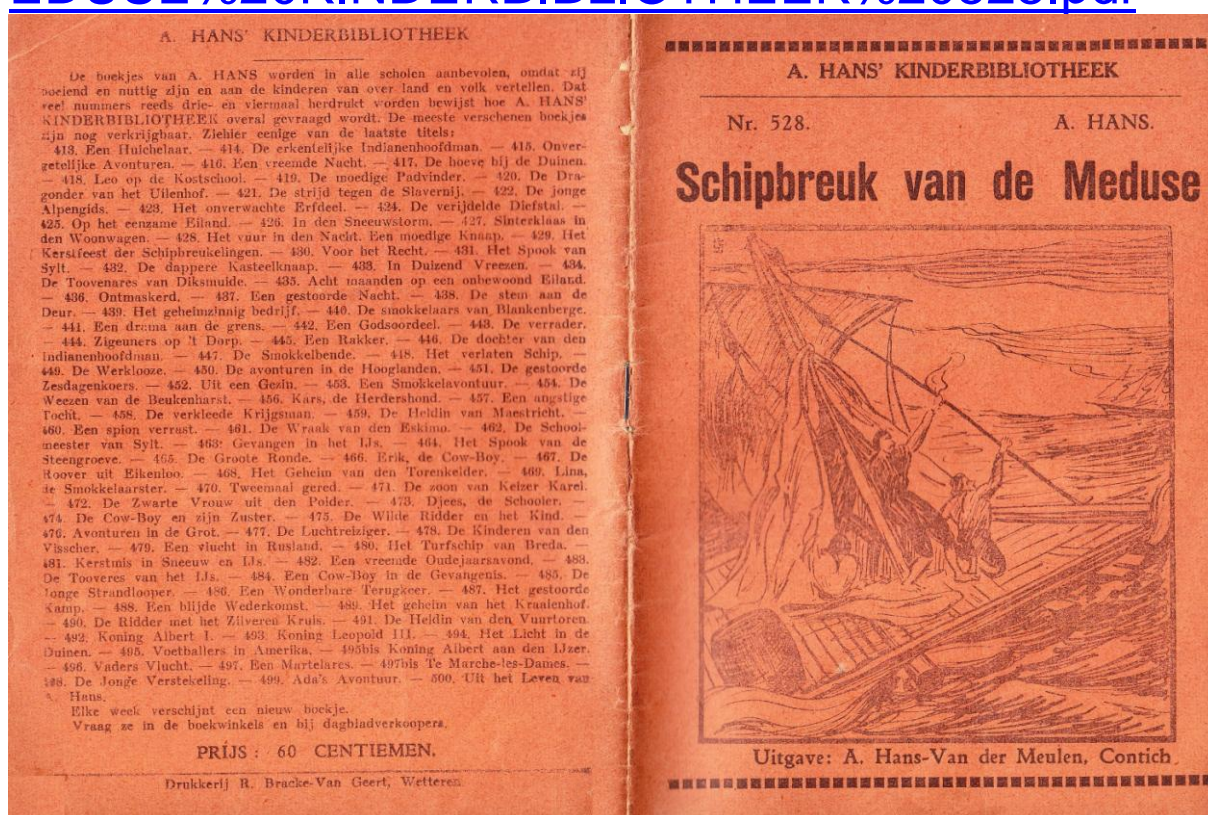 EDUSE%20KINDERBIBLIOTHEEK%20528.pdf
A. HANS' KINDERBIBLIOTHEEK
De boekjes van A. HANS worden in alle scholen aanbevolen, omdat zij
boeiend en nuttig zijn en aan de kinderen van over land en volk vertellen. Dat
veel nummers reeds drie- en viermaal herdrukt worden bewijst hoe A. HANS'
KINDERBIBLIOTHEEK overal gevraagd wordt. De meeste verschenen boekjes
zijn nog verkrijgbaar. Ziehier eenige van de laatste titels:
413. Een Huichelaar. — 414. De erkentelijke Indianenhoofdman. — 415. Onver-
getelijke Avonturen. — 416. Een vreemde Nacht. — 417. De hoeve bij de Duinen.
— 418. Leo op de Kostschool. — 419. De moedige Padvinder. — 420. De Dra-
gonder van het Uilenhof. — 421. De strijd tegen de Slavernij. — 422. De jonge
Alpengids. — 423. Het onverwachte Erfdeel. — 424. De verijdelde Diefstal. —
425. Op het eenzame Eiland. — 426. In den Sneeuwstorm. — 427. Sinterklaas in
den Woonwagen. — 428. Het vuur in den Nacht. Een moedige Knaap. — 429. Het
Kerstfeest der Schipbreukelingen. — 430. Voor het Recht. — 431. Het Spook van
Sylt. — 432. De dappere Kasteelknaap. — 433. In Duizend Vreezen. — 434.
De Toovenares van Diksmuide. — 435. Acht maanden op een onbewoond Eiland.
— 436. Ontmaskerd. — 437. Een gestoorde Nacht. — 438. De stem aan de
Deur. — 439. Het geheimzinnig bedrijf. — 440. De smokkelaars van Blankenberge.
— 441. Een drama aan de grens. — 442. Een Godsoordeel. — 443. De verrader.
— 444. Zigeuners op 't Dorp. — 445. Een Rakker. — 446. De dochter van den
Indianenhoofdman. — 447. De Smokkelbende. — 448. Het verlaten Schip. —
449. De Werklooze. — 450. De avonturen in de Hooglanden. — 451. De gestoorde
Zesdagenkoers. — 452. Uit een Gezin. — 453. Een Smokkelavontuur. — 454. De
Weezen van de Beukenharst. — 456. Kars, de Herdershond. — 457. Een angstige
Tocht. — 458. De verkleede Krijgsman. — 459. De Heldin van Maestricht. —
460. Een spion verrast. — 461. De Wraak van den Eskimo. — 462. De School-
meester van Sylt. — 463. Gevangen in het IJs. — 464. Het Spook van de
Steengroeve. — 465. De Groote Ronde. — 466. Erik, de Cow-Boy. — 467. De
Roover uit Eikenloo. — 468. Het Geheim van den Torenkelder. — 469. Lina,
de Smokkelaarster. — 470. Tweemaal gered. — 471. De zoon van Keizer Karel.
— 472. De Zwarte Vrouw uit den Polder. — 473. Djees, de Schooier. —
474. De Cow-Boy en zijn Zuster. — 475. De Wilde Ridder en het Kind. —
476. Avonturen in de Grot. — 477. De Luchtreiziger. — 478. De Kinderen van den
Visscher. — 479. Een vlucht in Rusland. — 480. Het Turfschip van Breda. —
481. Kerstmis in Sneeuw en IJs. — 482. Een vreemde Oudejaarsavond. — 483.
De Tooveres van het IJs. — 484. Een Cow-Boy in de Gevangenis. — 485. De
Jonge Strandlooper. — 486. Een Wonderbare Terugkeer. — 487. Het gestoorde
Kamp. — 488. Een blijde Wederkomst. — 489. Het geheim van het Kraaienhof.
— 490. De Ridder met het Zilveren Kruis. — 491. De Heldin van den Vuurtoren.
— 492. Koning Albert I. — 493. Koning Leopold III. — 494. Het Licht in de
Duinen. — 495. Voetballers in Amerika. — 495bis Koning Albert aan den IJzer.
— 496. Vaders Vlucht. — 497. Een Martelares. — 497bis Te Marche-les-Dames. —
498. De Jonge Verstekeling. — 499. Ada's Avontuur. — 500. Uit het Leven van
Hans.
Elke week verschijnt een nieuw boekje.
Vraag ze in de boekwinkels en bij dagbladverkoopers.
PRIJS : 60 CENTIEMEN.
Drukkerij R. Bracke-Van Geert, Wetteren
A. HANS' KINDERBIBLIOTHEEK
Nr. 528. A. HANS.
Schipbreuk van de Meduse
Uitgave: A. Hans-Van der Meulen, Contich